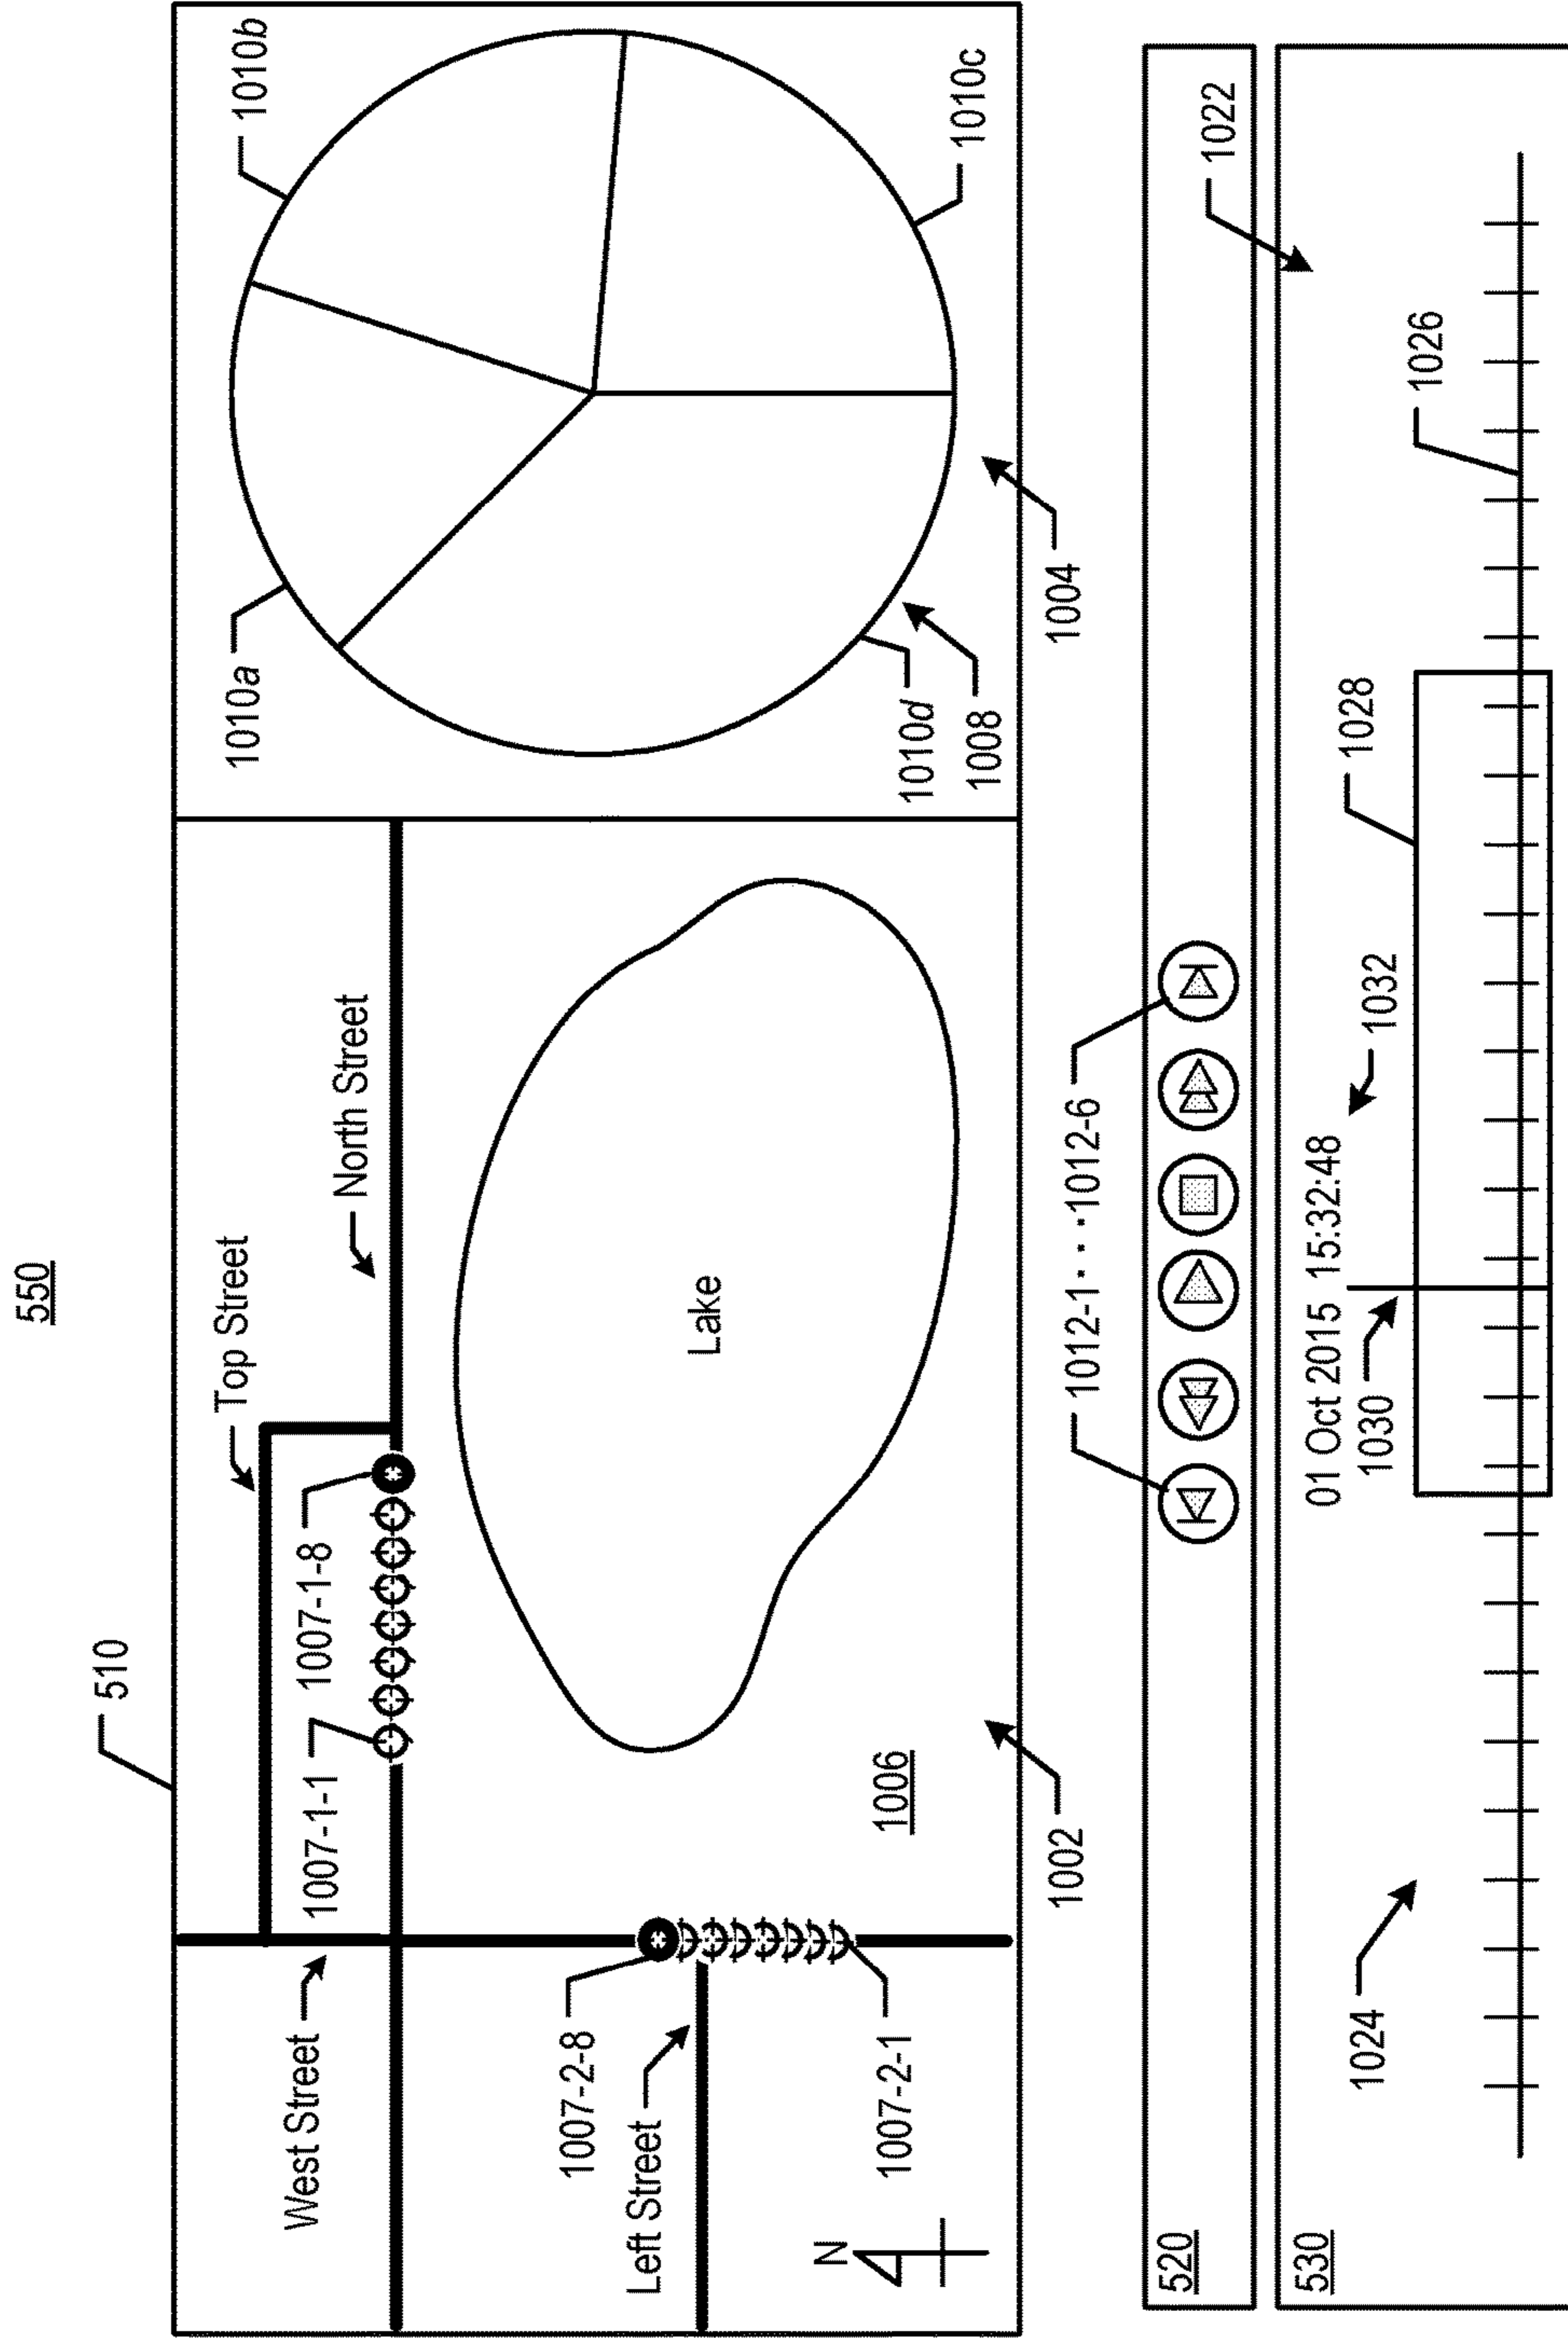 550
510
Top Street
North Street
West Street
1007-1-1
1007-1-8
1007-2-8
Left Street
1007-2-1
N
Lake
1006
1002
1010a
1010b
1010c
1010d
1008
1004
520
1012-1 · · · 1012-6
530
1022
1024
01 Oct 2015 15:32:48
1030
1032
1028
1026